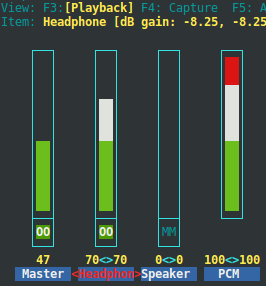 View: F3:[Playback] F4: Capture F5: A
Item: Headphone [dB gain: -8.25, -8.25
OO OO MM
47 70<>70 0<>0 100<>100
Master <Headphon>Speaker PCM